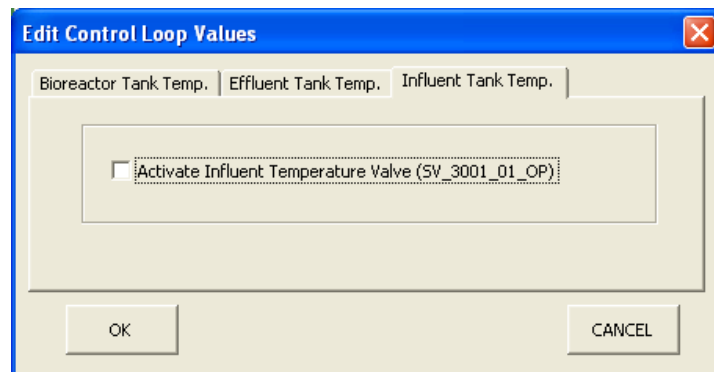 Edit Control Loop Values
Bioreactor Tank Temp. Effluent Tank Temp. Influent Tank Temp.
Activate Influent Temperature Valve (SV_3001_01_OP)
OK CANCEL